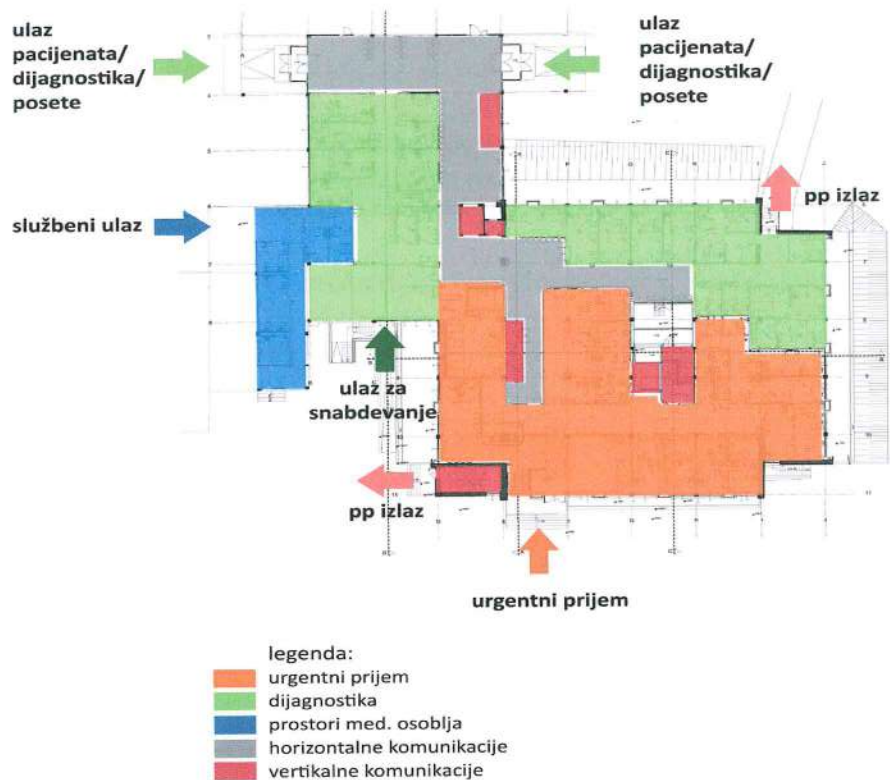 ulaz
pacijenata/
dijagnostika/
posete
ulaz
pacijenata/
dijagnostika/
posete
pp izlaz
službeni ulaz
ulaz za
snabdevanje
pp izlaz
urgentni prijem
legenda:
urgentni prijem
dijagnostika
prostori med. osoblja
horizontalne komunikacije
vertikalne komunikacije